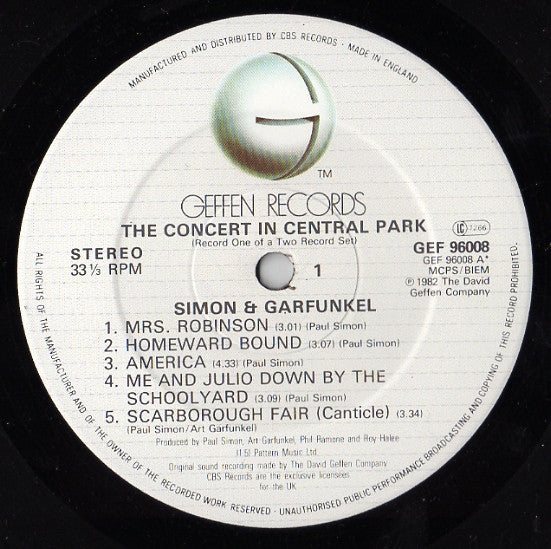 MANUFACTURED AND DISTRIBUTED BY CBS RECORDS · MADE IN ENGLAND
TM
GEFFEN RECORDS
THE CONCERT IN CENTRAL PARK
(Record One of a Two Record Set)
LC 7266
STEREO
33⅓ RPM
1
GEF 96008
GEF 96008 A*
MCPS/BIEM
℗ 1982 The David
Geffen Company
SIMON & GARFUNKEL
1. MRS. ROBINSON (3.01) (Paul Simon)
2. HOMEWARD BOUND (3.07) (Paul Simon)
3. AMERICA (4.33) (Paul Simon)
4. ME AND JULIO DOWN BY THE
SCHOOLYARD (3.09) (Paul Simon)
5. SCARBOROUGH FAIR (Canticle) (3.34)
(Paul Simon/Art Garfunkel)
Produced by Paul Simon, Art Garfunkel, Phil Ramone and Roy Halee
(1.5) Pattern Music Ltd.
Original sound recording made by The David Geffen Company
CBS Records are the exclusive licensees
for the UK
ALL RIGHTS OF THE MANUFACTURER AND OF THE OWNER OF THE RECORDED WORK RESERVED - UNAUTHORISED PUBLIC PERFORMANCE BROADCASTING AND COPYING OF THIS RECORD PROHIBITED.